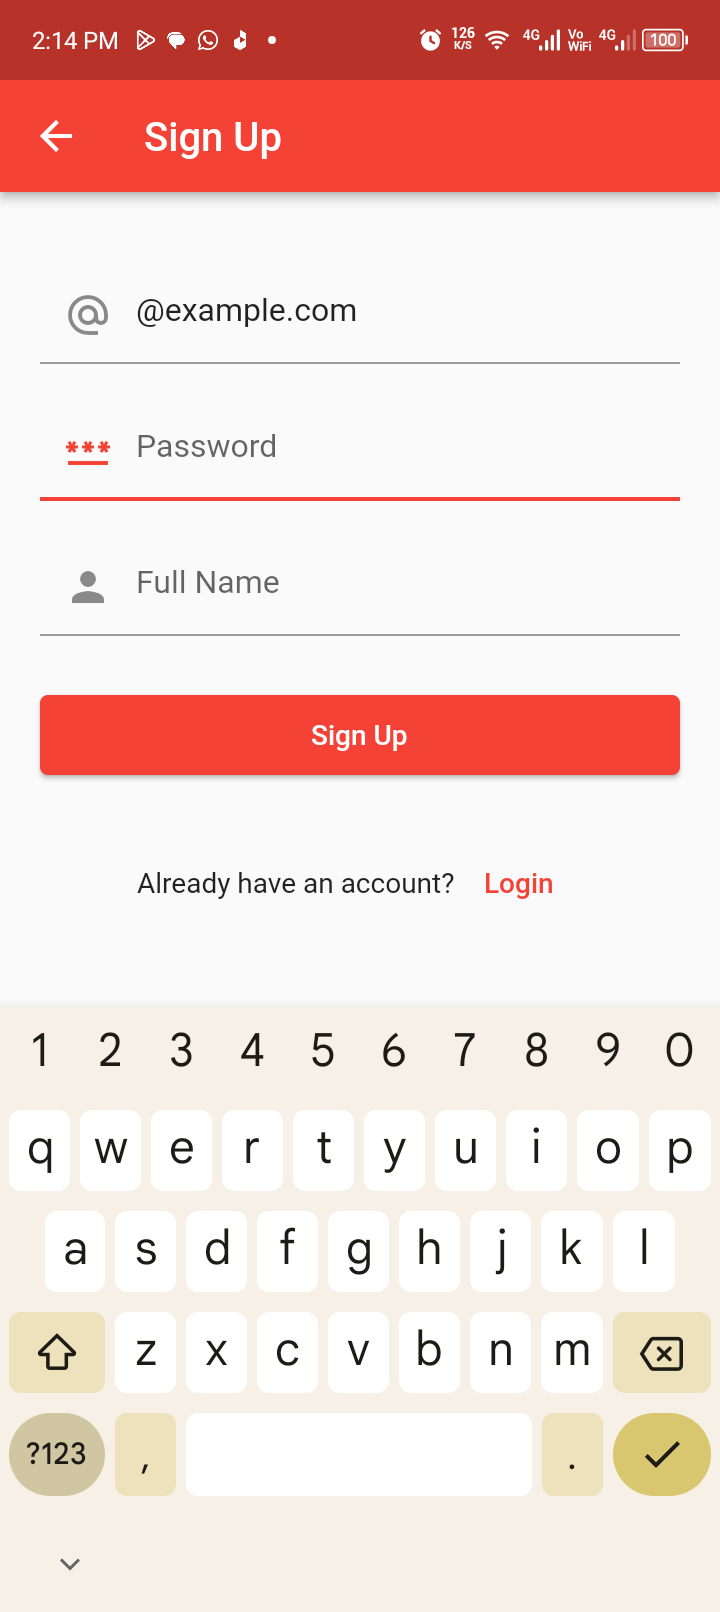 2:14 PM 126 K/S 4G Vo WiFi 4G 100
Sign Up
@example.com
*** Password
Full Name
Sign Up
Already have an account? Login
1 2 3 4 5 6 7 8 9 0
q w e r t y u i o p
a s d f g h j k l
z x c v b n m
?123 , .